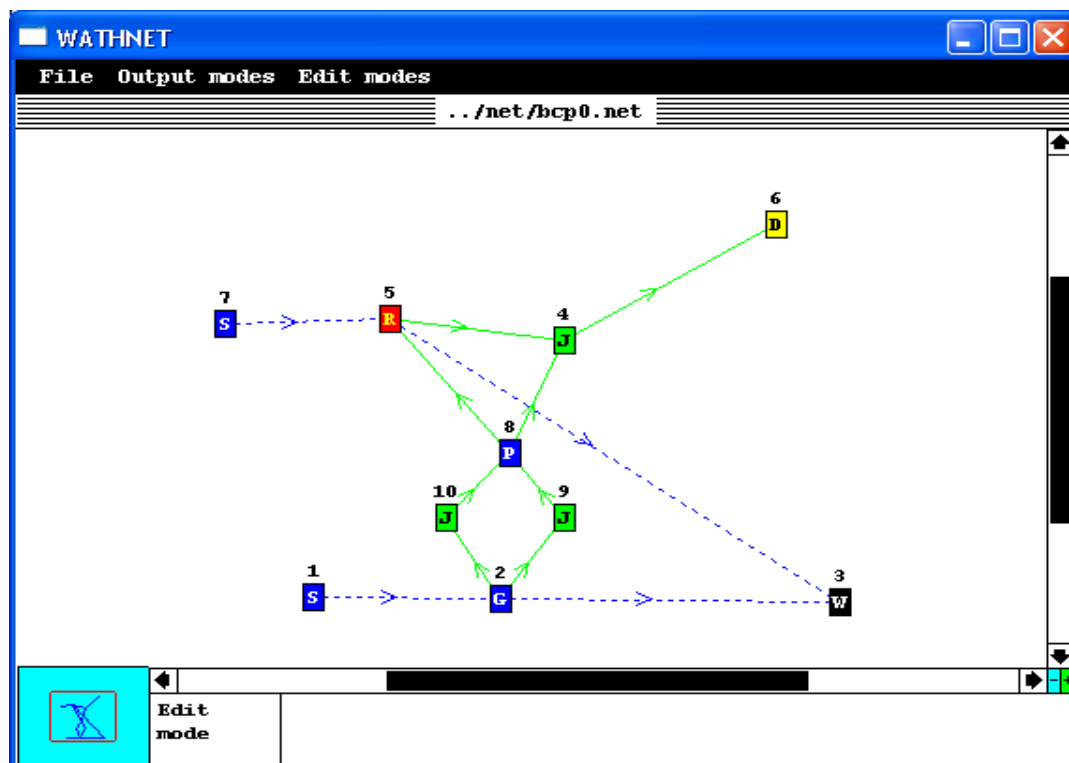 WATHNET
File Output modes Edit modes
../net/bcp0.net
6
D
7
S
5
R
4
J
8
P
10
J
9
J
1
S
2
G
3
W
- +
Edit
mode